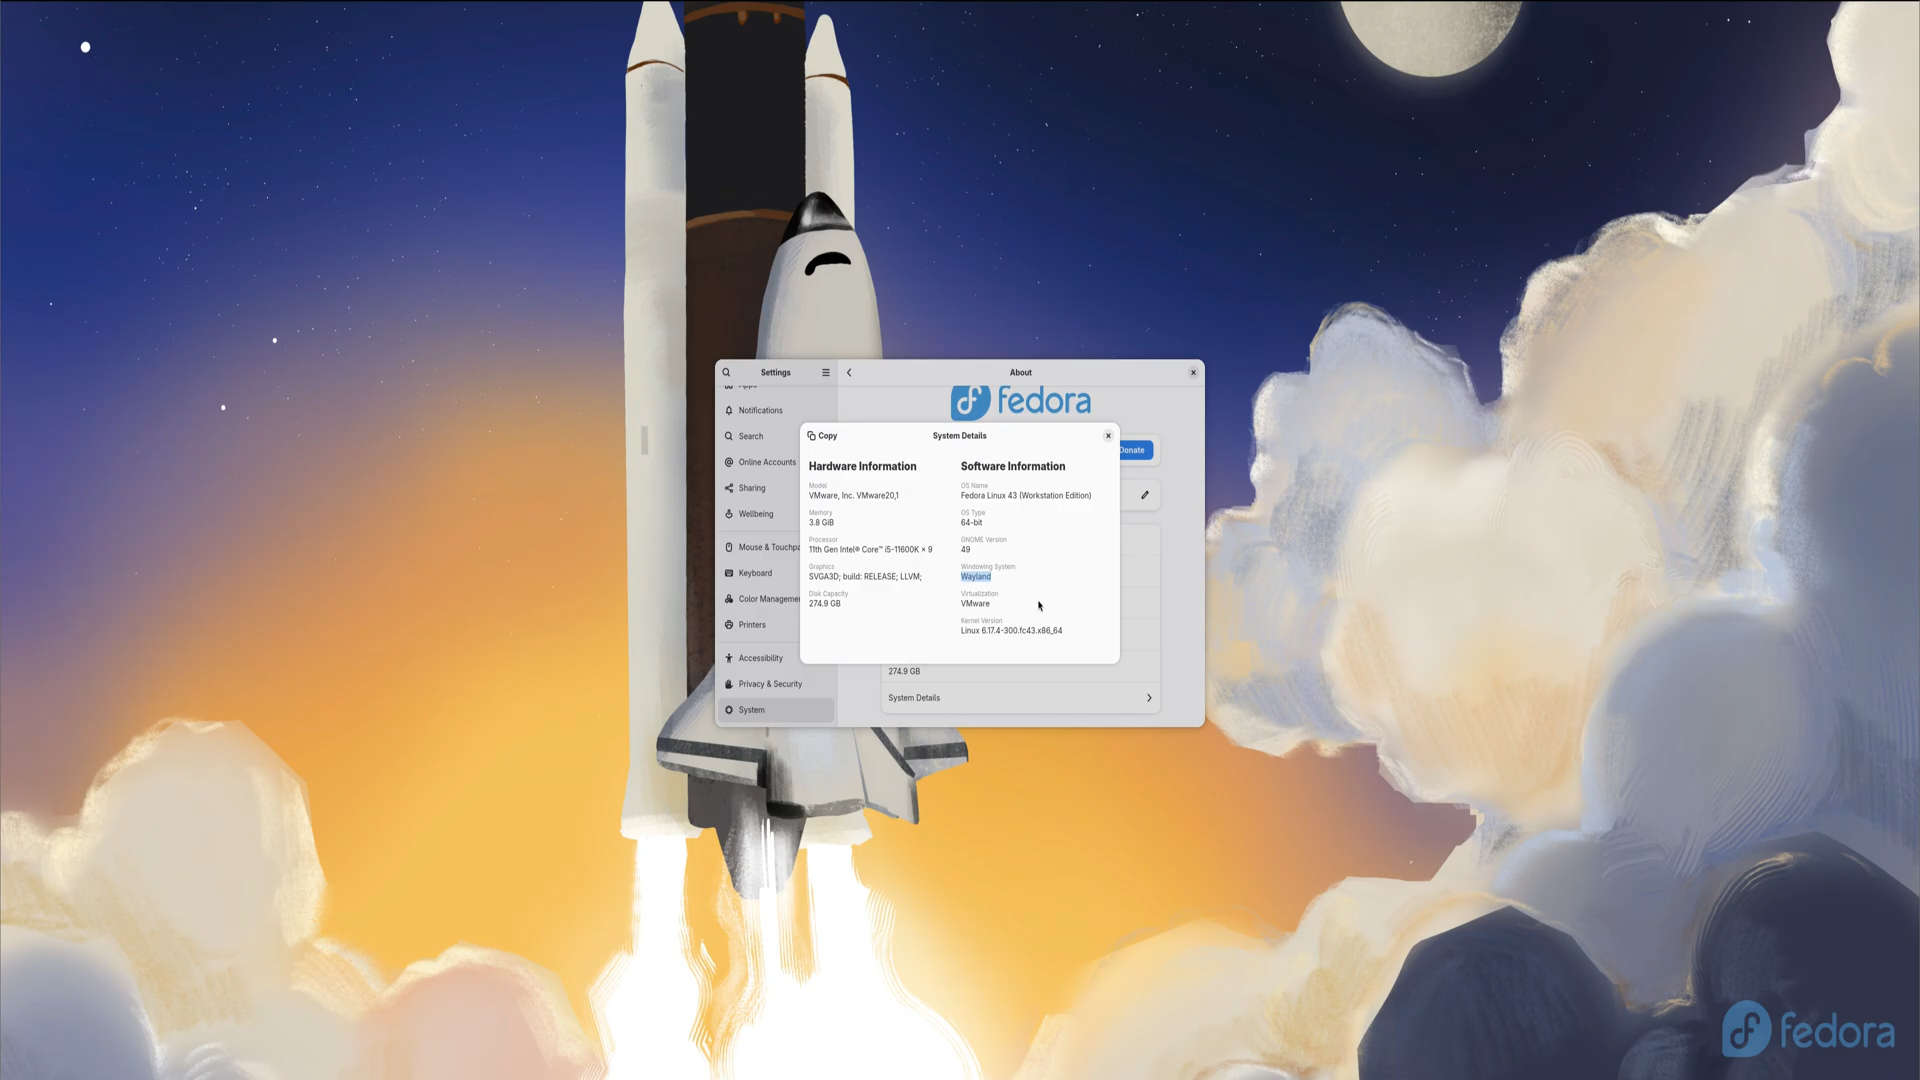 Settings
About
Apps
fedora
Notifications
Search
Online Accounts
Sharing
Wellbeing
Mouse & Touchpa
Keyboard
Color Manageme
Printers
Accessibility
Privacy & Security
System
Donate
Copy
System Details
Hardware Information
Model
VMware, Inc. VMware20,1
Memory
3.8 GiB
Processor
11th Gen Intel® Core™ i5-11600K × 9
Graphics
SVGA3D; build: RELEASE; LLVM;
Disk Capacity
274.9 GB
Software Information
OS Name
Fedora Linux 43 (Workstation Edition)
OS Type
64-bit
GNOME Version
49
Windowing System
Wayland
Virtualization
VMware
Kernel Version
Linux 6.17.4-300.fc43.x86_64
274.9 GB
System Details
fedora